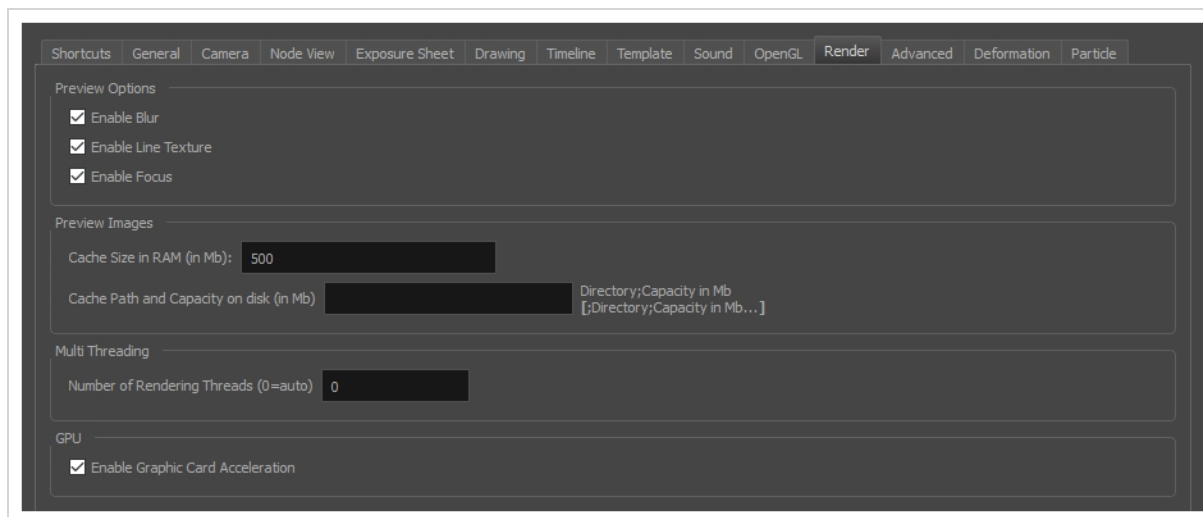 Shortcuts General Camera Node View Exposure Sheet Drawing Timeline Template Sound OpenGL Render Advanced Deformation Particle
Preview Options
Enable Blur
Enable Line Texture
Enable Focus
Preview Images
Cache Size in RAM (in Mb): 500
Cache Path and Capacity on disk (in Mb) Directory;Capacity in Mb
[;Directory;Capacity in Mb...]
Multi Threading
Number of Rendering Threads (0=auto) 0
GPU
Enable Graphic Card Acceleration